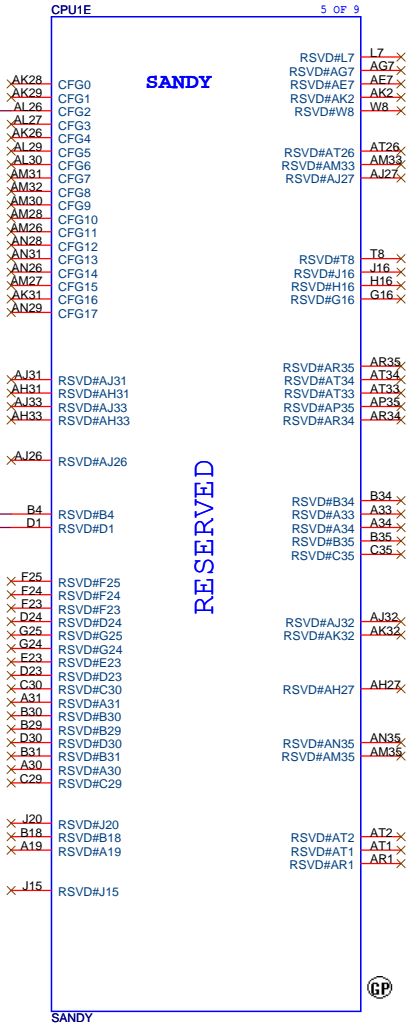 CPU1E 5 OF 9
SANDY
AK28 CFG0
AK29 CFG1
AL26 CFG2
AL27 CFG3
AK26 CFG4
AL29 CFG5
AL30 CFG6
AM31 CFG7
AM32 CFG8
AM30 CFG9
AM28 CFG10
AM26 CFG11
AN28 CFG12
AN31 CFG13
AN26 CFG14
AM27 CFG15
AK31 CFG16
AN29 CFG17
AJ31 RSVD#AJ31
AH31 RSVD#AH31
AJ33 RSVD#AJ33
AH33 RSVD#AH33
AJ26 RSVD#AJ26
B4 RSVD#B4
D1 RSVD#D1
F25 RSVD#F25
F24 RSVD#F24
F23 RSVD#F23
D24 RSVD#D24
G25 RSVD#G25
G24 RSVD#G24
E23 RSVD#E23
D23 RSVD#D23
C30 RSVD#C30
A31 RSVD#A31
B30 RSVD#B30
B29 RSVD#B29
D30 RSVD#D30
B31 RSVD#B31
A30 RSVD#A30
C29 RSVD#C29
J20 RSVD#J20
B18 RSVD#B18
A19 RSVD#A19
J15 RSVD#J15
RESERVED
RSVD#L7 L7
RSVD#AG7 AG7
RSVD#AE7 AE7
RSVD#AK2 AK2
RSVD#W8 W8
RSVD#AT26 AT26
RSVD#AM33 AM33
RSVD#AJ27 AJ27
RSVD#T8 T8
RSVD#J16 J16
RSVD#H16 H16
RSVD#G16 G16
RSVD#AR35 AR35
RSVD#AT34 AT34
RSVD#AT33 AT33
RSVD#AP35 AP35
RSVD#AR34 AR34
RSVD#B34 B34
RSVD#A33 A33
RSVD#A34 A34
RSVD#B35 B35
RSVD#C35 C35
RSVD#AJ32 AJ32
RSVD#AK32 AK32
RSVD#AH27 AH27
RSVD#AN35 AN35
RSVD#AM35 AM35
RSVD#AT2 AT2
RSVD#AT1 AT1
RSVD#AR1 AR1
GP
SANDY